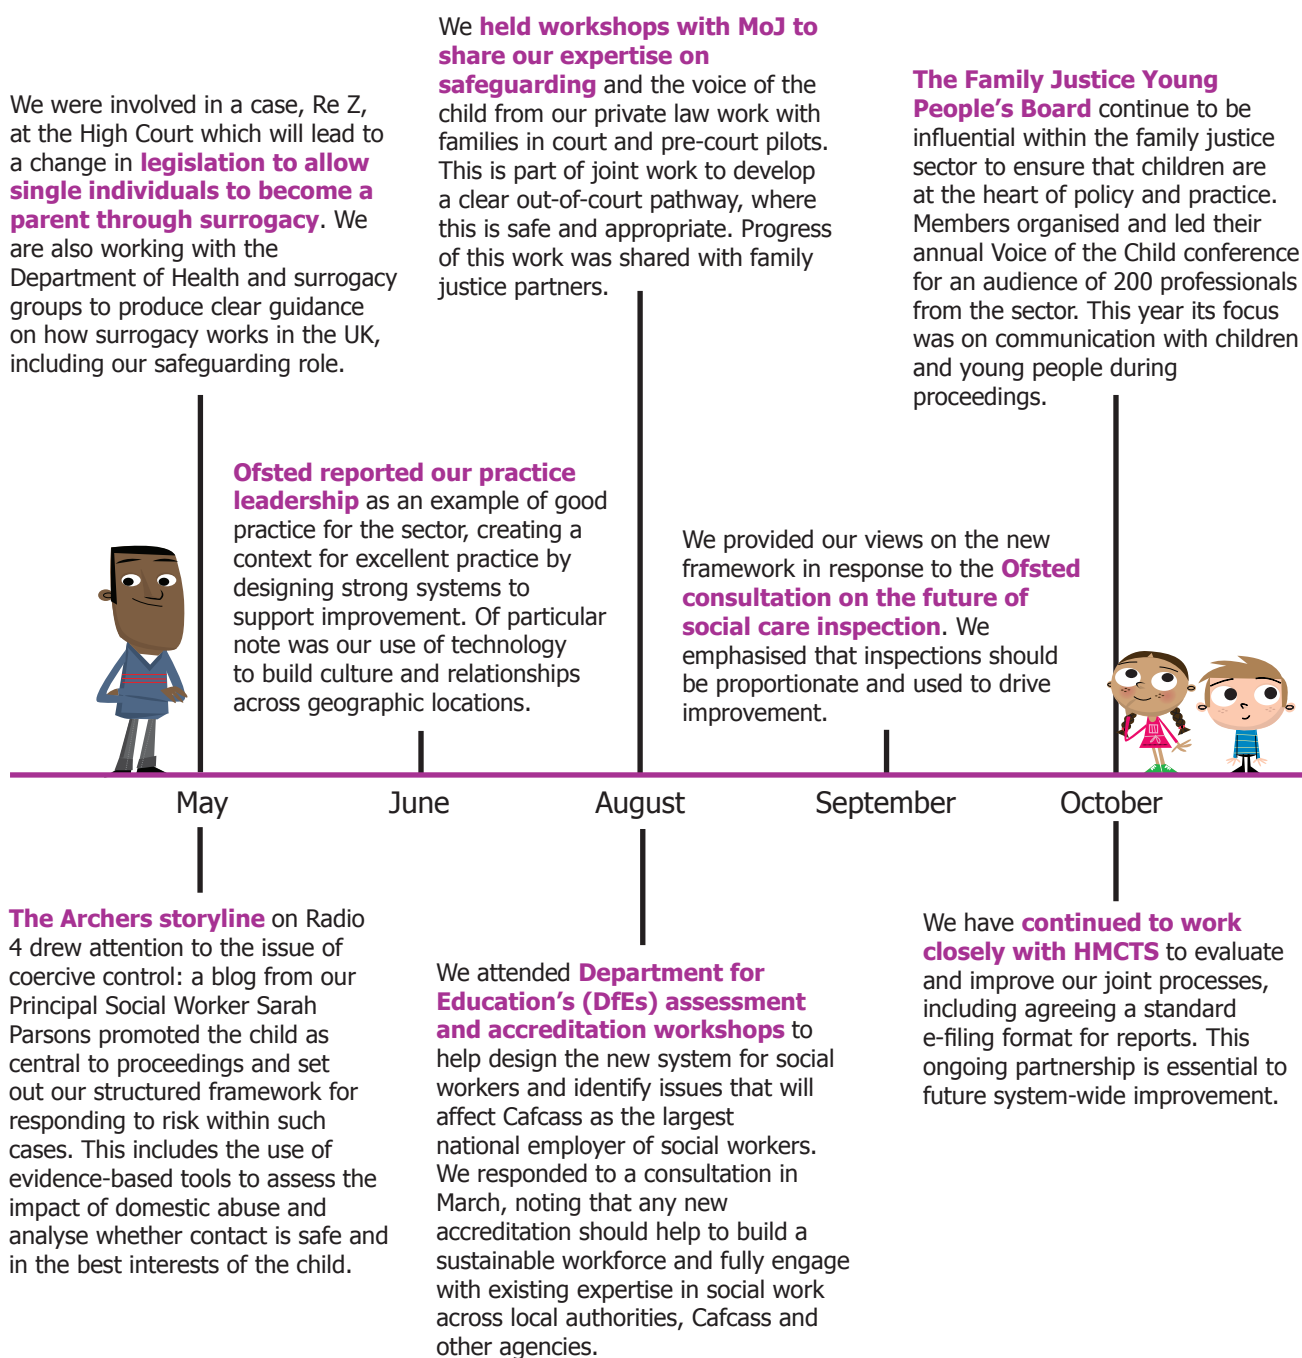 We were involved in a case, Re Z,
at the High Court which will lead to
a change in legislation to allow
single individuals to become a
parent through surrogacy. We
are also working with the
Department of Health and surrogacy
groups to produce clear guidance
on how surrogacy works in the UK,
including our safeguarding role.
Ofsted reported our practice
leadership as an example of good
practice for the sector, creating a
context for excellent practice by
designing strong systems to
support improvement. Of particular
note was our use of technology
to build culture and relationships
across geographic locations.
We held workshops with MoJ to
share our expertise on
safeguarding and the voice of the
child from our private law work with
families in court and pre-court pilots.
This is part of joint work to develop
a clear out-of-court pathway, where
this is safe and appropriate. Progress
of this work was shared with family
justice partners.
We provided our views on the new
framework in response to the Ofsted
consultation on the future of
social care inspection. We
emphasised that inspections should
be proportionate and used to drive
improvement.
The Family Justice Young
People's Board continue to be
influential within the family justice
sector to ensure that children are
at the heart of policy and practice.
Members organised and led their
annual Voice of the Child conference
for an audience of 200 professionals
from the sector. This year its focus
was on communication with children
and young people during
proceedings.
May
June
August
September
October
The Archers storyline on Radio
4 drew attention to the issue of
coercive control: a blog from our
Principal Social Worker Sarah
Parsons promoted the child as
central to proceedings and set
out our structured framework for
responding to risk within such
cases. This includes the use of
evidence-based tools to assess the
impact of domestic abuse and
analyse whether contact is safe and
in the best interests of the child.
We attended Department for
Education's (DfEs) assessment
and accreditation workshops to
help design the new system for social
workers and identify issues that will
affect Cafcass as the largest
national employer of social workers.
We responded to a consultation in
March, noting that any new
accreditation should help to build a
sustainable workforce and fully engage
with existing expertise in social work
across local authorities, Cafcass and
other agencies.
We have continued to work
closely with HMCTS to evaluate
and improve our joint processes,
including agreeing a standard
e-filing format for reports. This
ongoing partnership is essential to
future system-wide improvement.